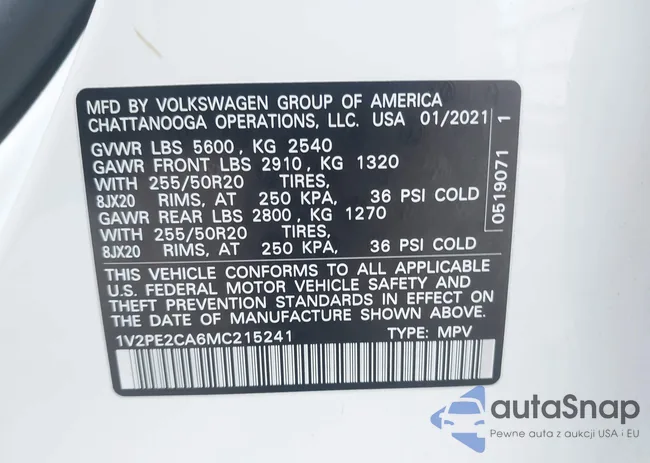 MFD BY VOLKSWAGEN GROUP OF AMERICA
CHATTANOOGA OPERATIONS, LLC. USA 01/2021
GVWR LBS 5600, KG 2540
GAWR FRONT LBS 2910, KG 1320
WITH 255/50R20 TIRES,
8JX20 RIMS, AT 250 KPA, 36 PSI COLD
GAWR REAR LBS 2800, KG 1270
WITH 255/50R20 TIRES,
8JX20 RIMS, AT 250 KPA, 36 PSI COLD
THIS VEHICLE CONFORMS TO ALL APPLICABLE
U.S. FEDERAL MOTOR VEHICLE SAFETY AND
THEFT PREVENTION STANDARDS IN EFFECT ON
THE DATE OF MANUFACTURE SHOWN ABOVE.
1V2PE2CA6MC215241 TYPE: MPV
0519071 1
autoSnap
Pewne auta z aukcji USA i EU